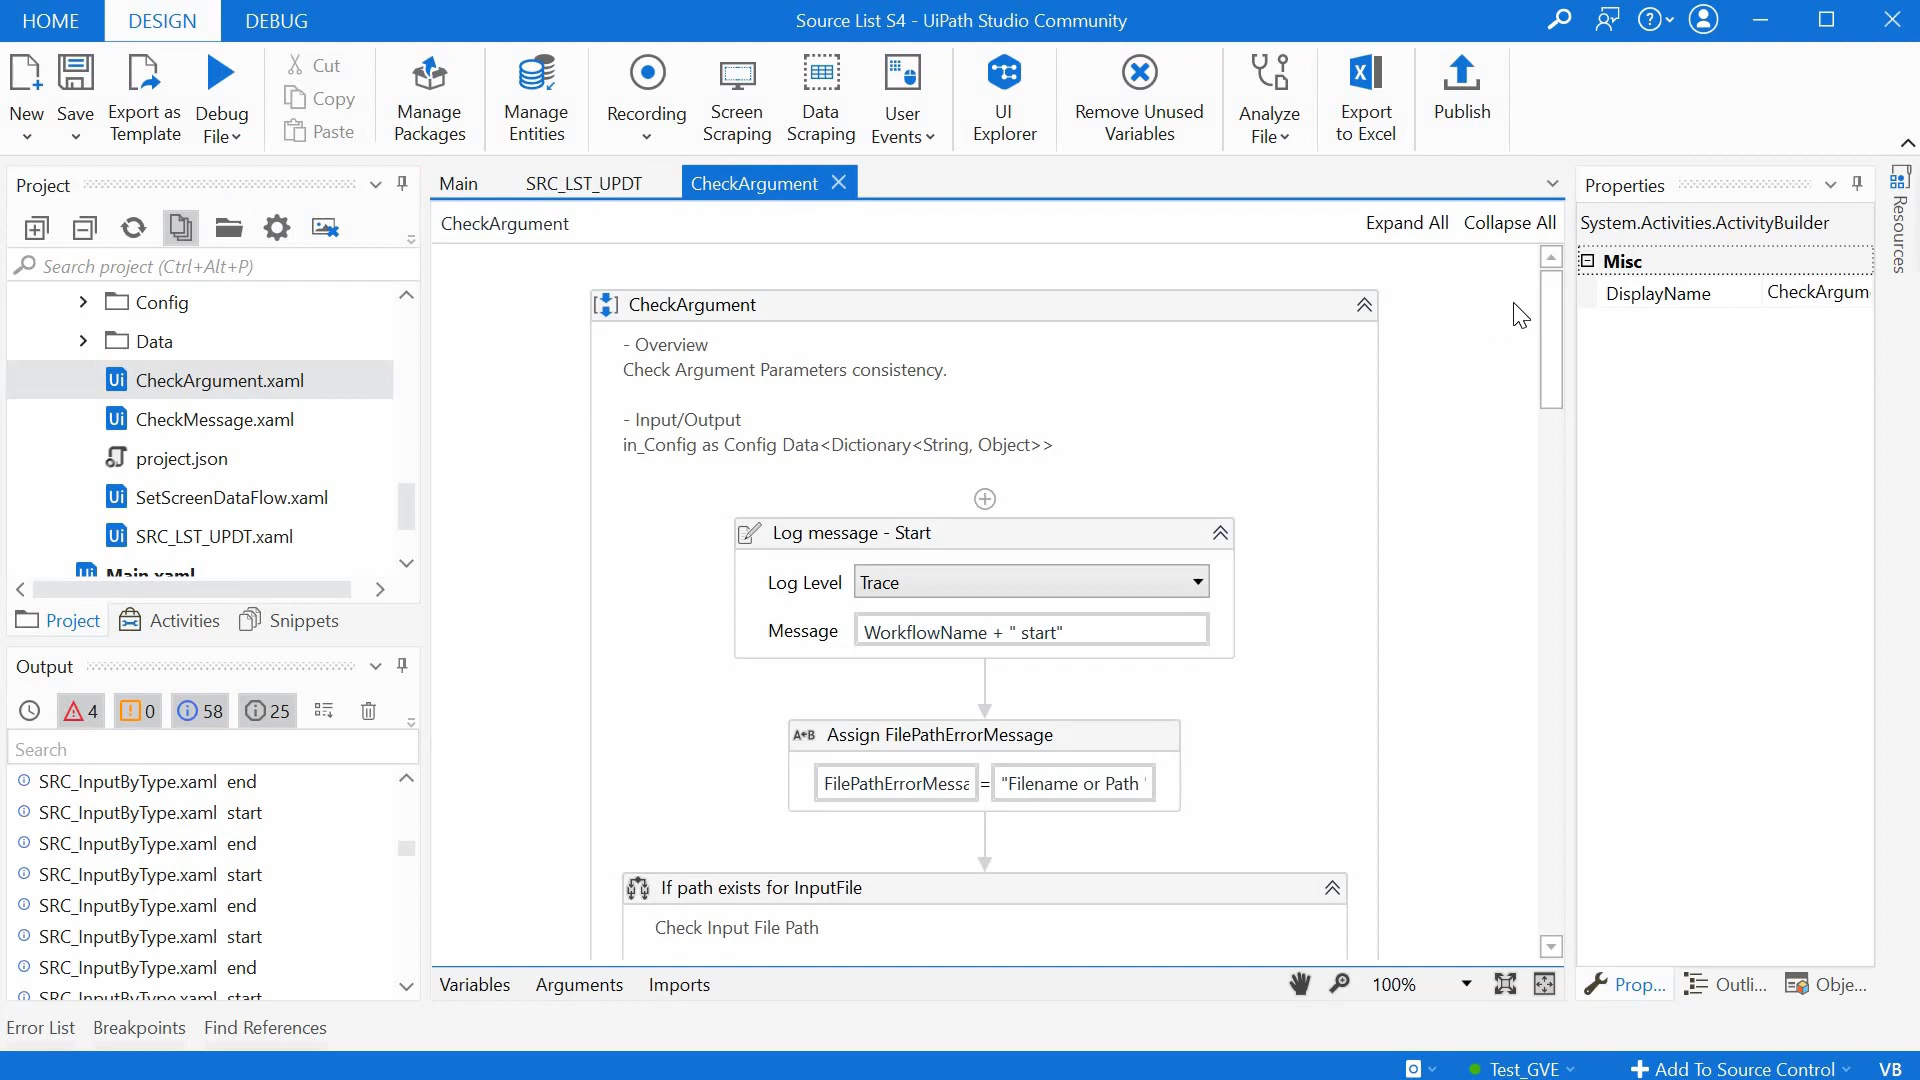 HOME DESIGN DEBUG Source List S4 - UiPath Studio Community
New
Save
Export as Template
Debug File
Cut
Copy
Paste
Manage Packages
Manage Entities
Recording
Screen Scraping
Data Scraping
User Events
UI Explorer
Remove Unused Variables
Analyze File
Export to Excel
Publish
Project
Search project (Ctrl+Alt+P)
Config
Data
CheckArgument.xaml
CheckMessage.xaml
project.json
SetScreenDataFlow.xaml
SRC_LST_UPDT.xaml
Main.xaml
Project Activities Snippets
Output
4 0 58 25
Search
SRC_InputByType.xaml end
SRC_InputByType.xaml start
SRC_InputByType.xaml end
SRC_InputByType.xaml start
SRC_InputByType.xaml end
SRC_InputByType.xaml start
SRC_InputByType.xaml end
SRC_InputByType.xaml start
Main SRC_LST_UPDT CheckArgument
CheckArgument Expand All Collapse All
CheckArgument
- Overview
Check Argument Parameters consistency.
- Input/Output
in_Config as Config Data<Dictionary<String, Object>>
Log message - Start
Log Level Trace
Message WorkflowName + " start"
Assign FilePathErrorMessage
FilePathErrorMessa = "Filename or Path '
If path exists for InputFile
Check Input File Path
Variables Arguments Imports 100%
Properties
System.Activities.ActivityBuilder
Misc
DisplayName CheckArgum
Prop... Outli... Obje...
Resources
Error List Breakpoints Find References
Test_GVE Add To Source Control VB